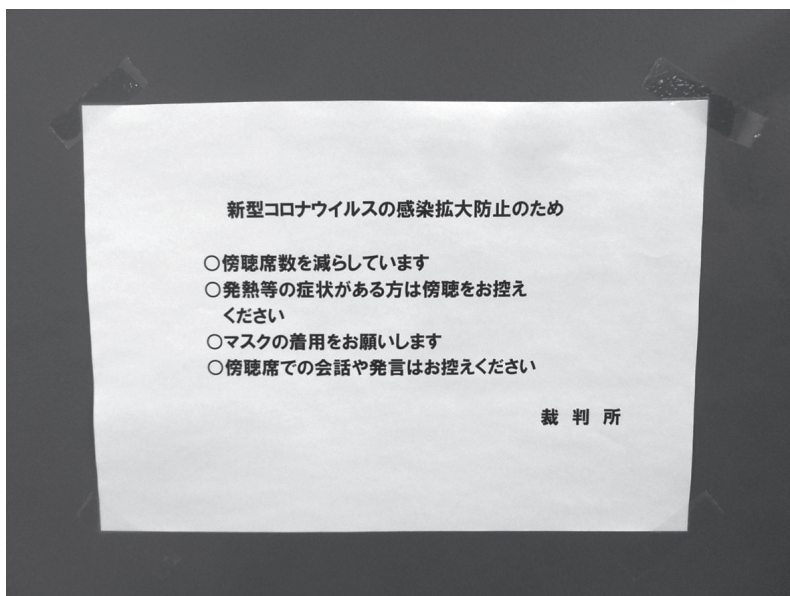 新型コロナウイルスの感染拡大防止のため
○傍聴席数を減らしています
○発熱等の症状がある方は傍聴をお控え
ください
○マスクの着用をお願いします
○傍聴席での会話や発言はお控えください
裁判所